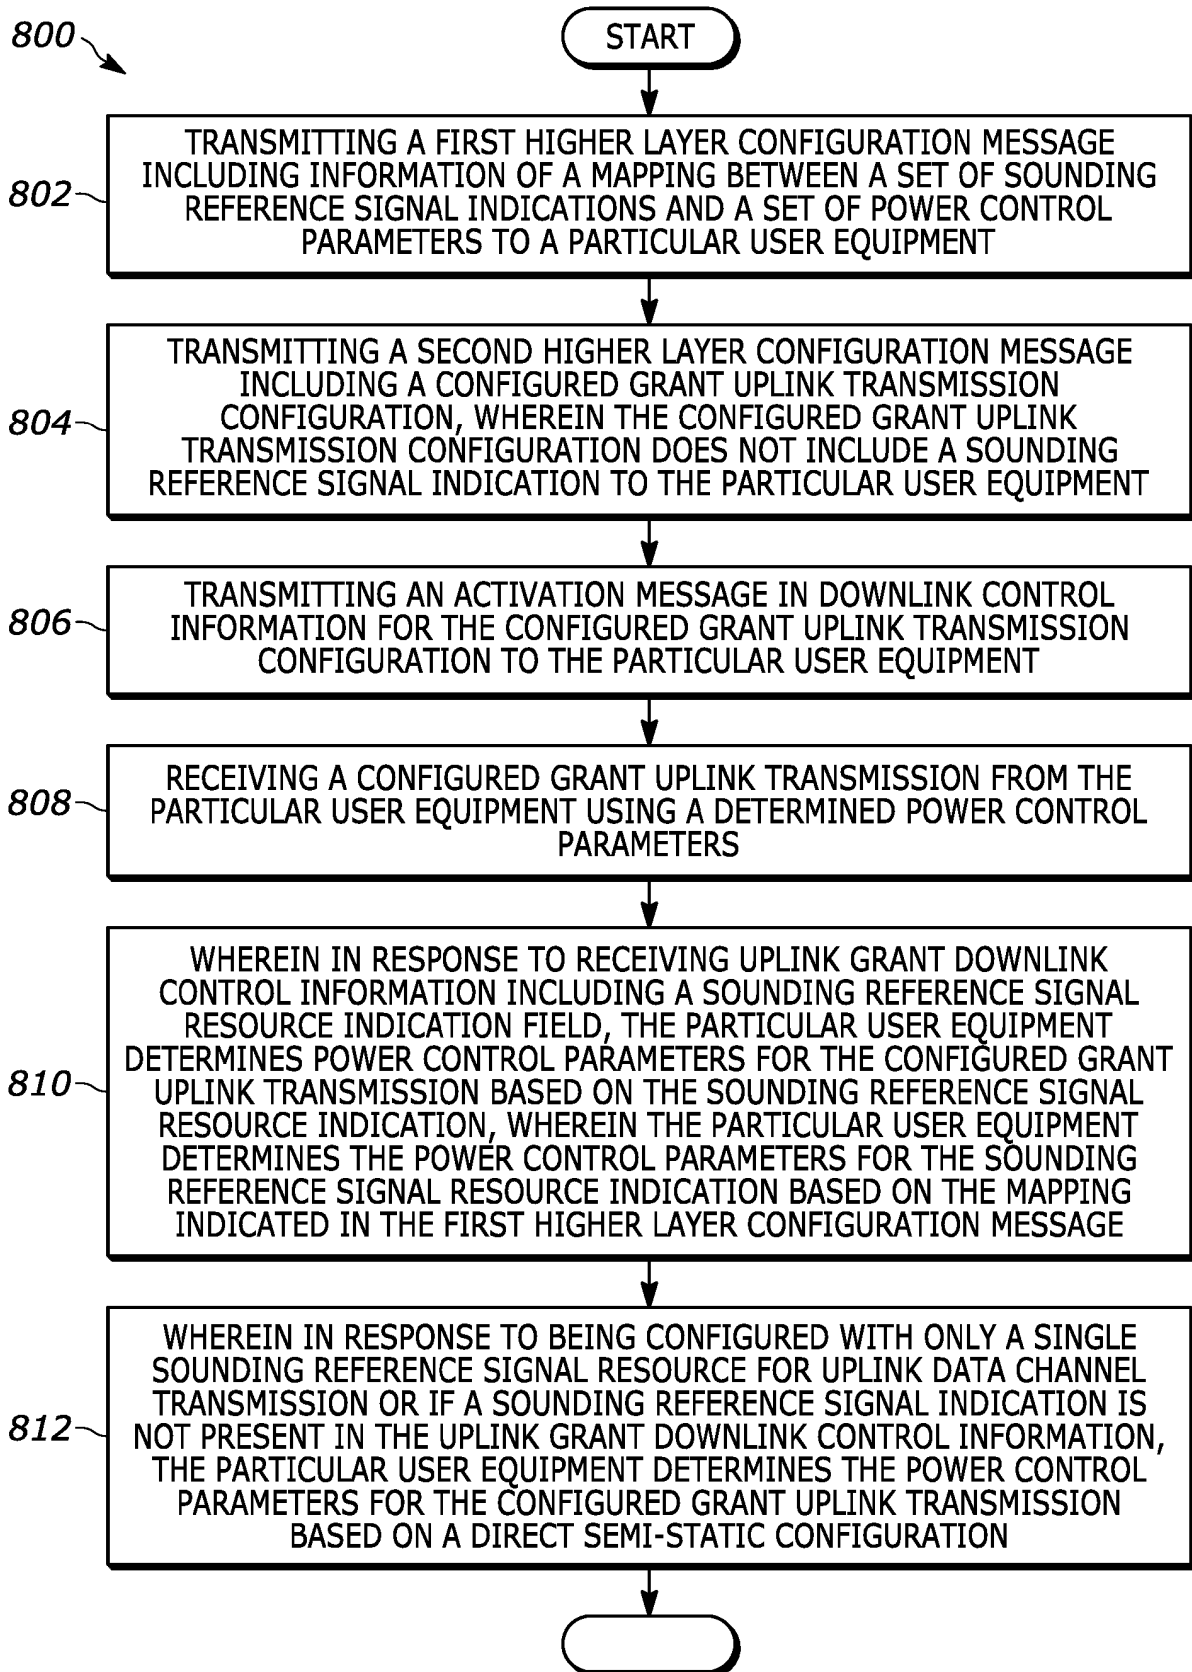 800
START
802
TRANSMITTING A FIRST HIGHER LAYER CONFIGURATION MESSAGE
INCLUDING INFORMATION OF A MAPPING BETWEEN A SET OF SOUNDING
REFERENCE SIGNAL INDICATIONS AND A SET OF POWER CONTROL
PARAMETERS TO A PARTICULAR USER EQUIPMENT
804
TRANSMITTING A SECOND HIGHER LAYER CONFIGURATION MESSAGE
INCLUDING A CONFIGURED GRANT UPLINK TRANSMISSION
CONFIGURATION, WHEREIN THE CONFIGURED GRANT UPLINK
TRANSMISSION CONFIGURATION DOES NOT INCLUDE A SOUNDING
REFERENCE SIGNAL INDICATION TO THE PARTICULAR USER EQUIPMENT
806
TRANSMITTING AN ACTIVATION MESSAGE IN DOWNLINK CONTROL
INFORMATION FOR THE CONFIGURED GRANT UPLINK TRANSMISSION
CONFIGURATION TO THE PARTICULAR USER EQUIPMENT
808
RECEIVING A CONFIGURED GRANT UPLINK TRANSMISSION FROM THE
PARTICULAR USER EQUIPMENT USING A DETERMINED POWER CONTROL
PARAMETERS
810
WHEREIN IN RESPONSE TO RECEIVING UPLINK GRANT DOWNLINK
CONTROL INFORMATION INCLUDING A SOUNDING REFERENCE SIGNAL
RESOURCE INDICATION FIELD, THE PARTICULAR USER EQUIPMENT
DETERMINES POWER CONTROL PARAMETERS FOR THE CONFIGURED GRANT
UPLINK TRANSMISSION BASED ON THE SOUNDING REFERENCE SIGNAL
RESOURCE INDICATION, WHEREIN THE PARTICULAR USER EQUIPMENT
DETERMINES THE POWER CONTROL PARAMETERS FOR THE SOUNDING
REFERENCE SIGNAL RESOURCE INDICATION BASED ON THE MAPPING
INDICATED IN THE FIRST HIGHER LAYER CONFIGURATION MESSAGE
812
WHEREIN IN RESPONSE TO BEING CONFIGURED WITH ONLY A SINGLE
SOUNDING REFERENCE SIGNAL RESOURCE FOR UPLINK DATA CHANNEL
TRANSMISSION OR IF A SOUNDING REFERENCE SIGNAL INDICATION IS
NOT PRESENT IN THE UPLINK GRANT DOWNLINK CONTROL INFORMATION,
THE PARTICULAR USER EQUIPMENT DETERMINES THE POWER CONTROL
PARAMETERS FOR THE CONFIGURED GRANT UPLINK TRANSMISSION
BASED ON A DIRECT SEMI-STATIC CONFIGURATION